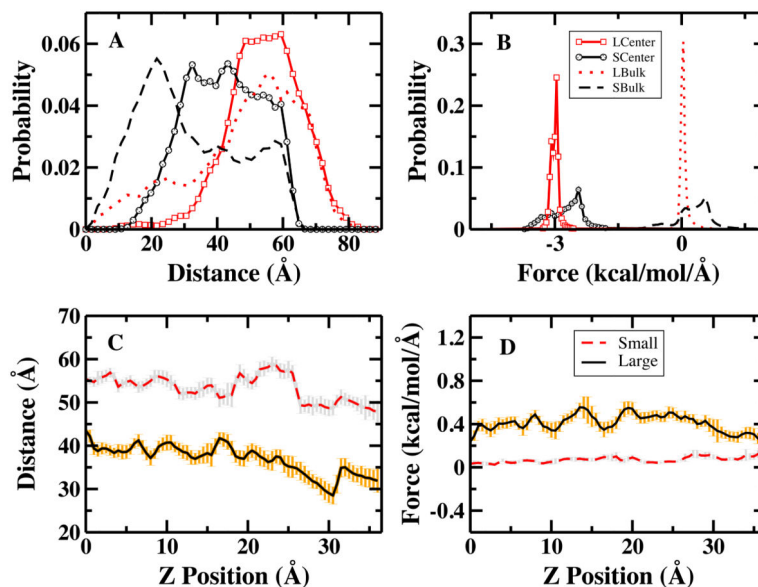 A
Probability
0.06
0.04
0.02
0
0 20 40 60 80
Distance (Å)
B
LCenter
SCenter
LBulk
SBulk
Probability
0.3
0.2
0.1
0
-3 0
Force (kcal/mol/Å)
C
Distance (Å)
70
60
50
40
30
20
0 10 20 30
Z Position (Å)
D
Small
Large
Force (kcal/mol/Å)
1.2
0.8
0.4
0
-0.4
0 10 20 30
Z Position (Å)